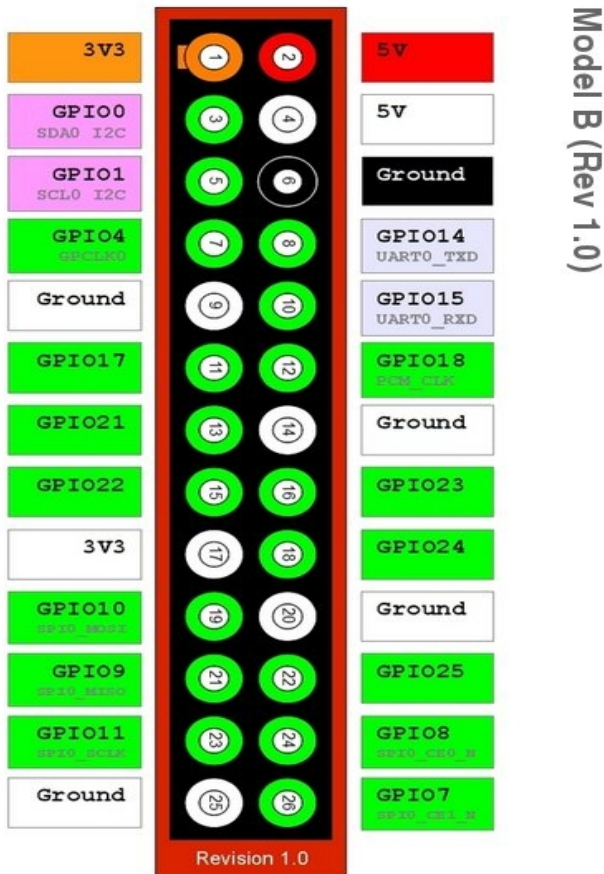 Model B (Rev 1.0)
3V3 1 2 5V
GPIO0 3 4 5V
SDA0 I2C
GPIO1 5 6 Ground
SCL0 I2C
GPIO4 7 8 GPIO14
GPCLK0 UART0_TXD
Ground 9 10 GPIO15
UART0_RXD
GPIO17 11 12 GPIO18
PCM_CLK
GPIO21 13 14 Ground
GPIO22 15 16 GPIO23
3V3 17 18 GPIO24
GPIO10 19 20 Ground
SPI0_MOSI
GPIO9 21 22 GPIO25
SPI0_MISO
GPIO11 23 24 GPIO8
SPI0_SCLK SPI0_CE0_N
Ground 25 26 GPIO7
SPI0_CE1_N
Revision 1.0